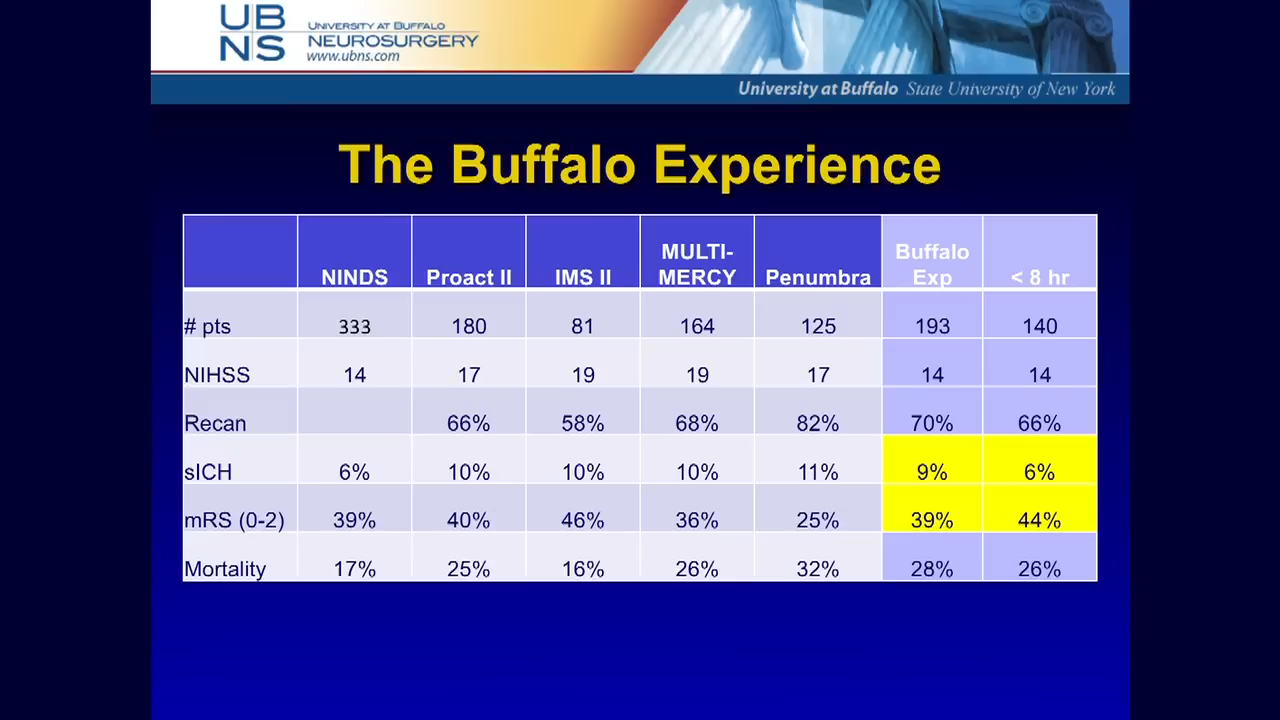 UB
NS
UNIVERSITY AT BUFFALO
NEUROSURGERY
www.ubns.com
University at Buffalo State University of New York
The Buffalo Experience
NINDS Proact II IMS II MULTI-MERCY Penumbra Buffalo Exp < 8 hr
# pts 333 180 81 164 125 193 140
NIHSS 14 17 19 19 17 14 14
Recan 66% 58% 68% 82% 70% 66%
sICH 6% 10% 10% 10% 11% 9% 6%
mRS (0-2) 39% 40% 46% 36% 25% 39% 44%
Mortality 17% 25% 16% 26% 32% 28% 26%